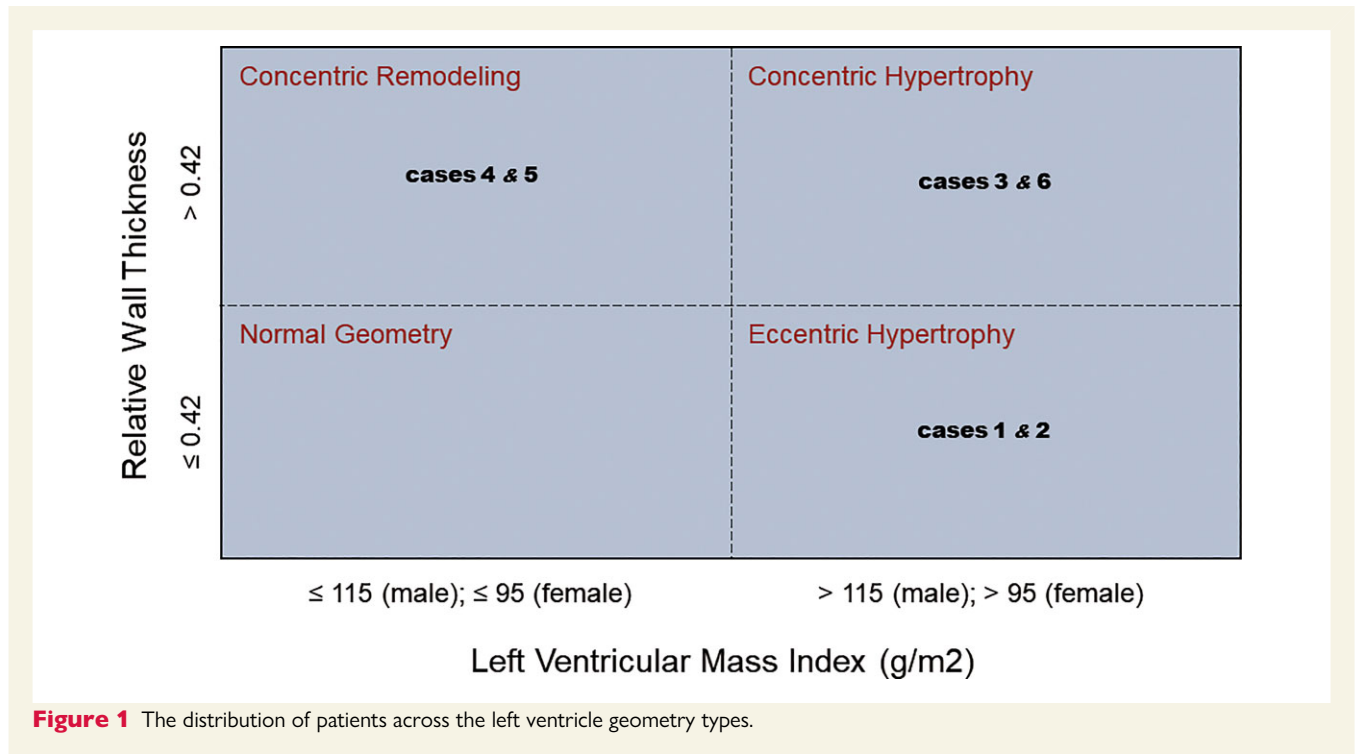 Relative Wall Thickness
> 0.42
≤ 0.42
Concentric Remodeling
cases 4 & 5
Concentric Hypertrophy
cases 3 & 6
Normal Geometry
Eccentric Hypertrophy
cases 1 & 2
≤ 115 (male); ≤ 95 (female)
> 115 (male); > 95 (female)
Left Ventricular Mass Index (g/m2)
Figure 1 The distribution of patients across the left ventricle geometry types.